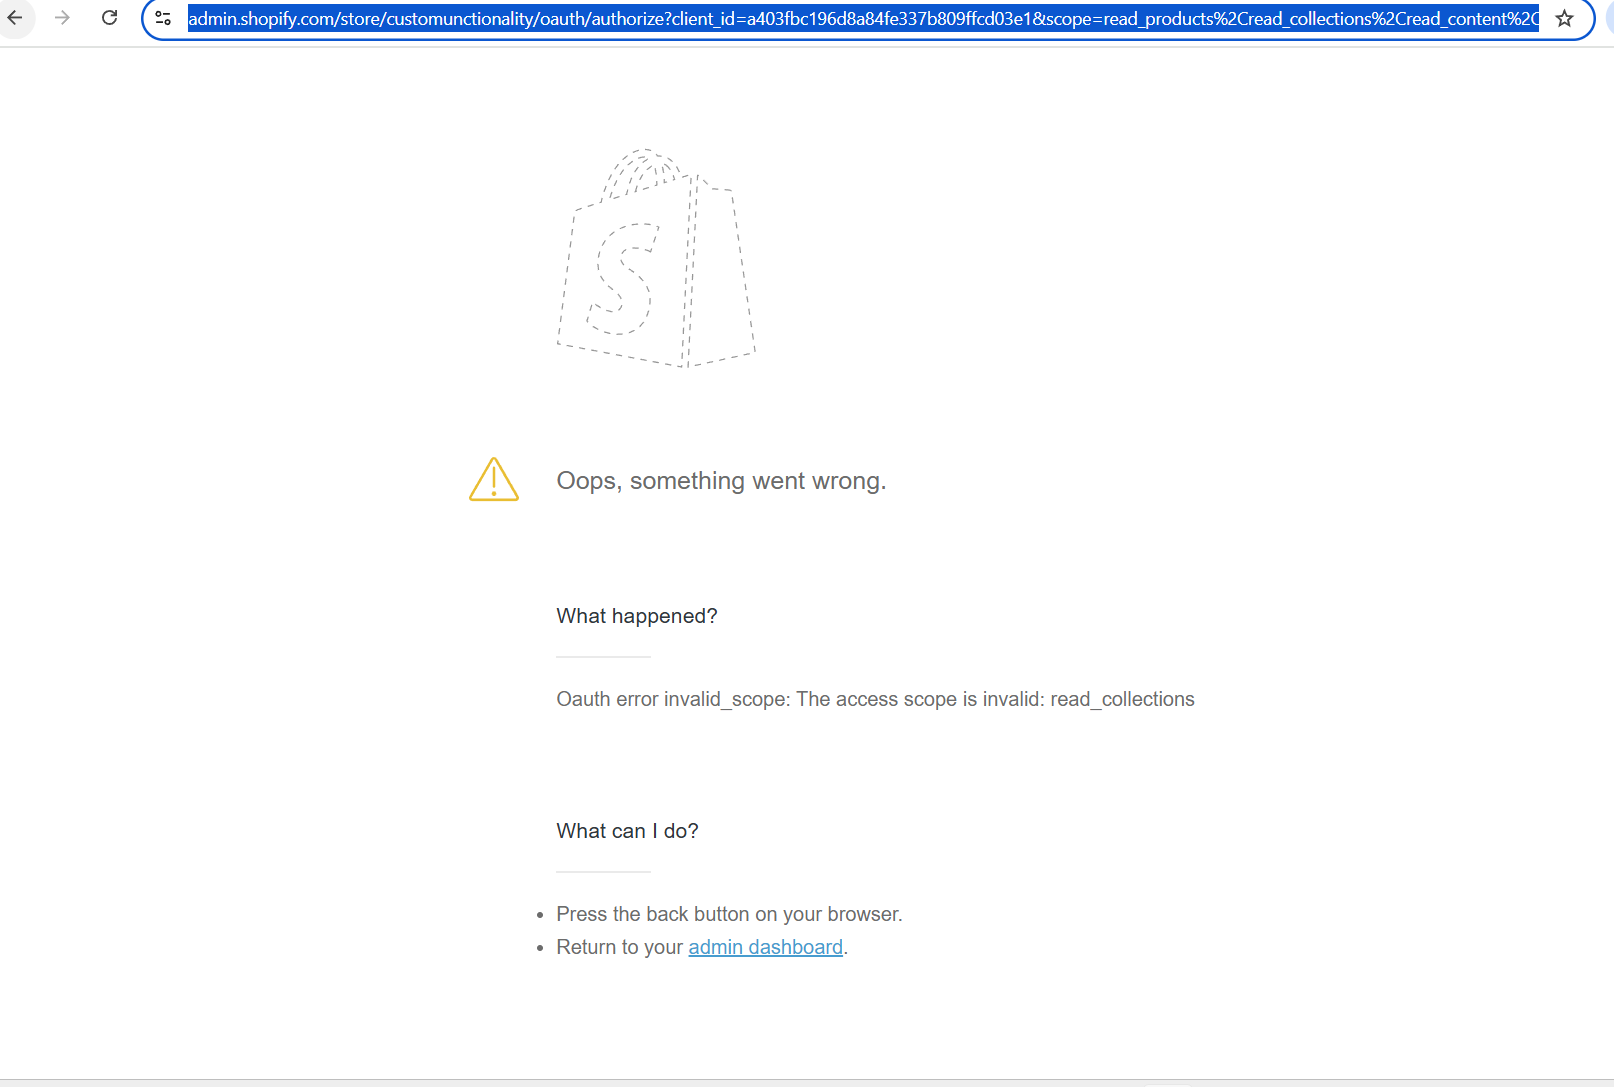 admin.shopify.com/store/customunctionality/oauth/authorize?client_id=a403fbc196d8a84fe337b809ffcd03e1&scope=read_products%2Cread_collections%2Cread_content%2C
S
Oops, something went wrong.
What happened?
Oauth error invalid_scope: The access scope is invalid: read_collections
What can I do?
• Press the back button on your browser.
• Return to your admin dashboard.